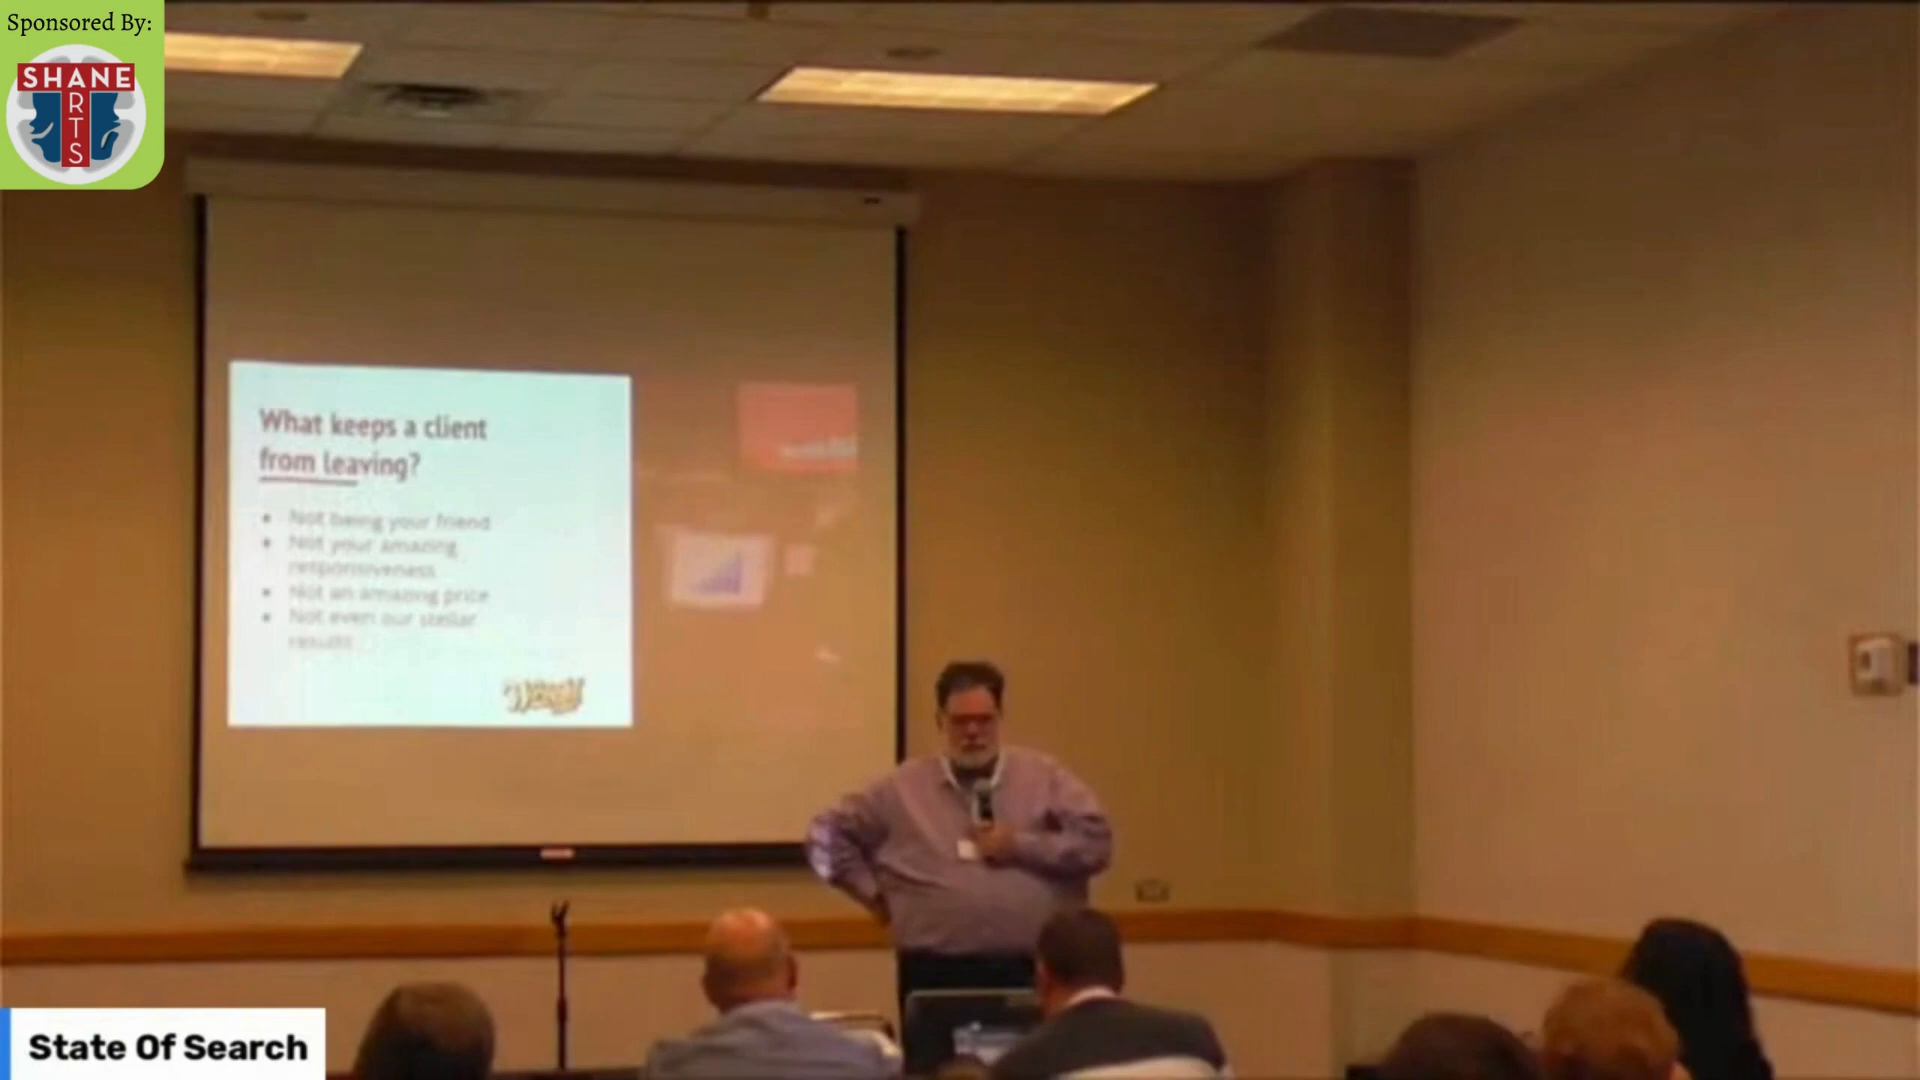 Sponsored By:
SHANE
ARTS
What keeps a client
from leaving?
Not being your friend
Not your amazing
responsiveness
Not an amazing price
Not even our stellar
results
State Of Search